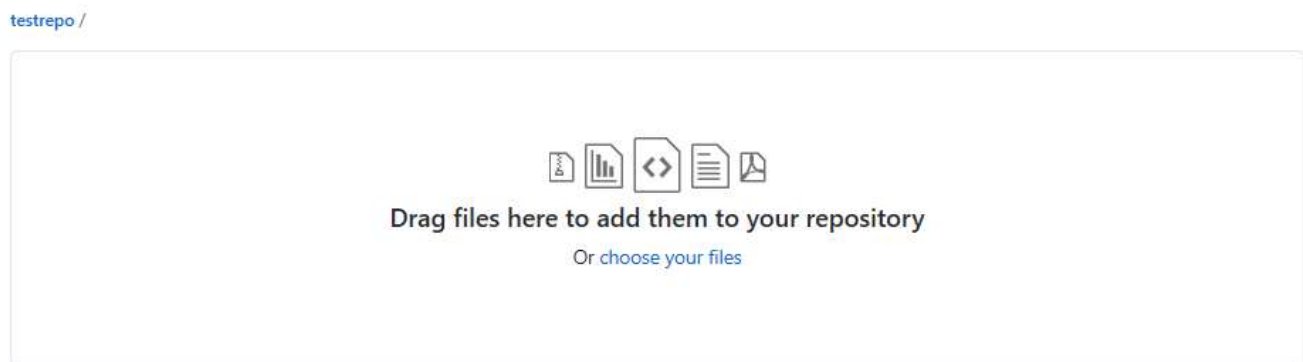 testrepo /
Drag files here to add them to your repository
Or choose your files